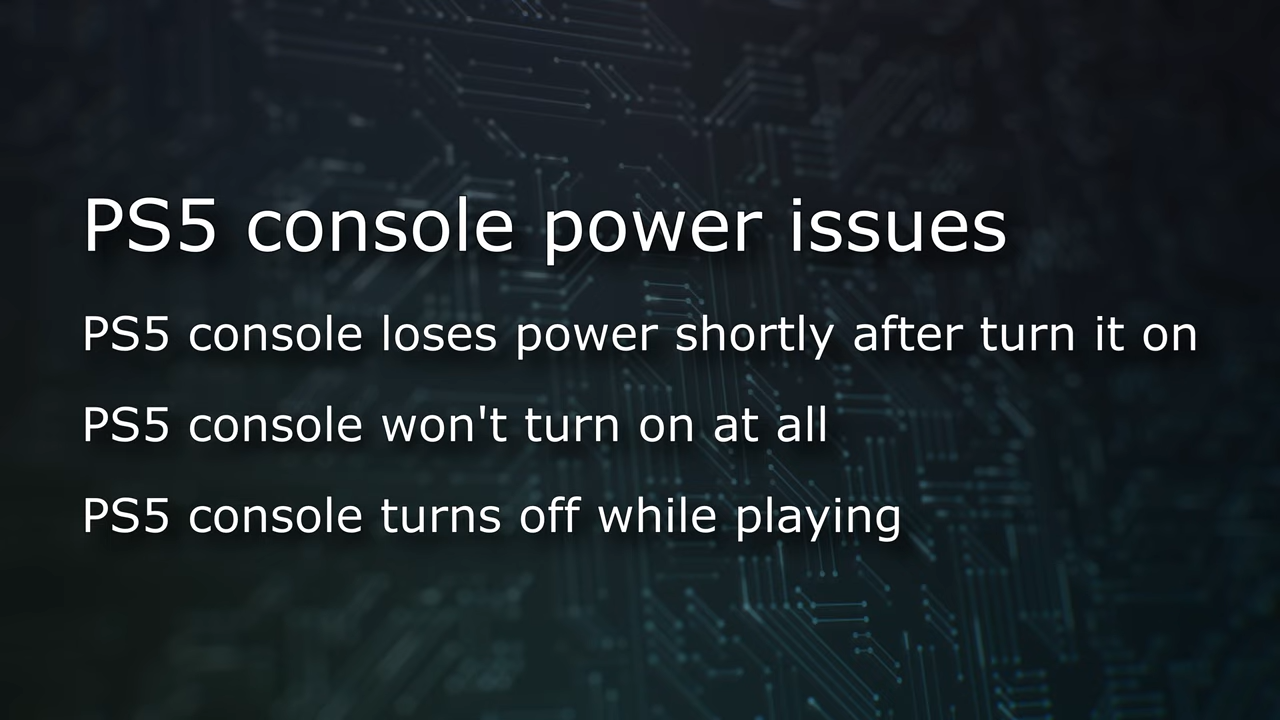 PS5 console power issues
PS5 console loses power shortly after turn it on
PS5 console won't turn on at all
PS5 console turns off while playing